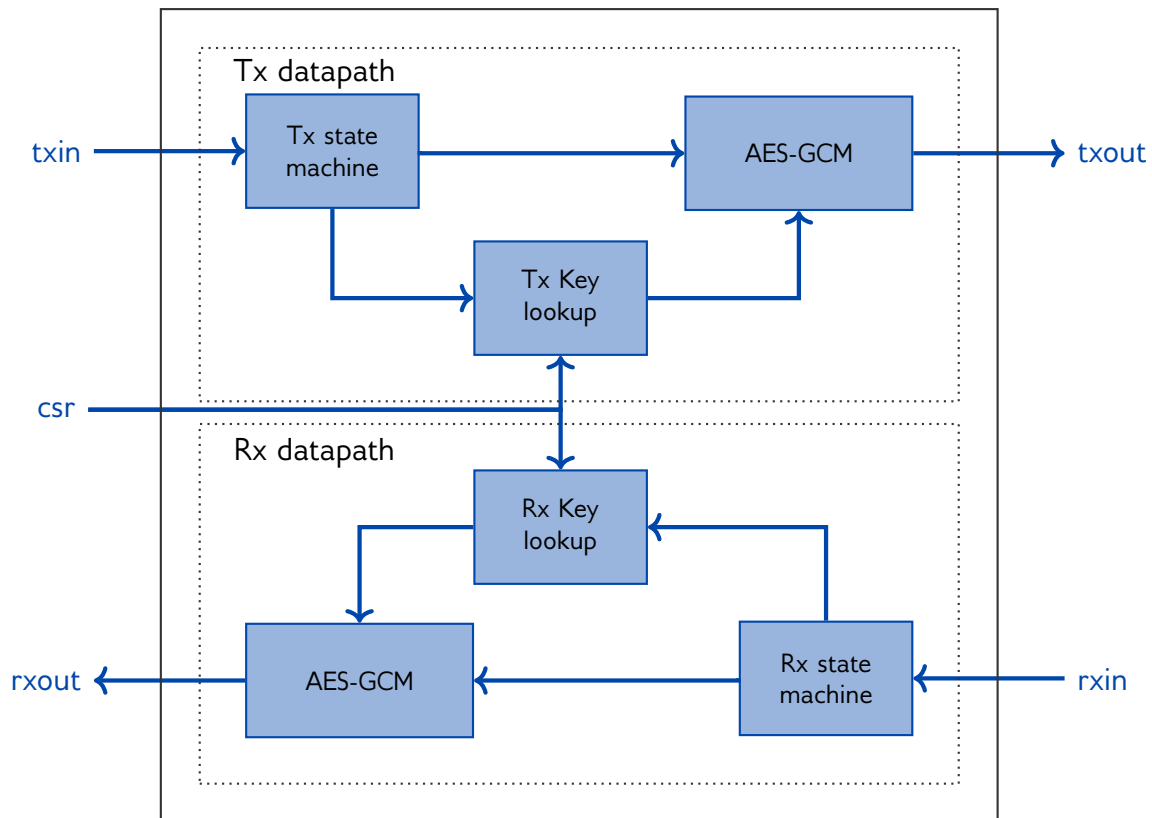 Tx datapath
Tx state
machine
AES-GCM
txin
txout
Tx Key
lookup
csr
Rx datapath
Rx Key
lookup
Rx state
machine
AES-GCM
rxout
rxin